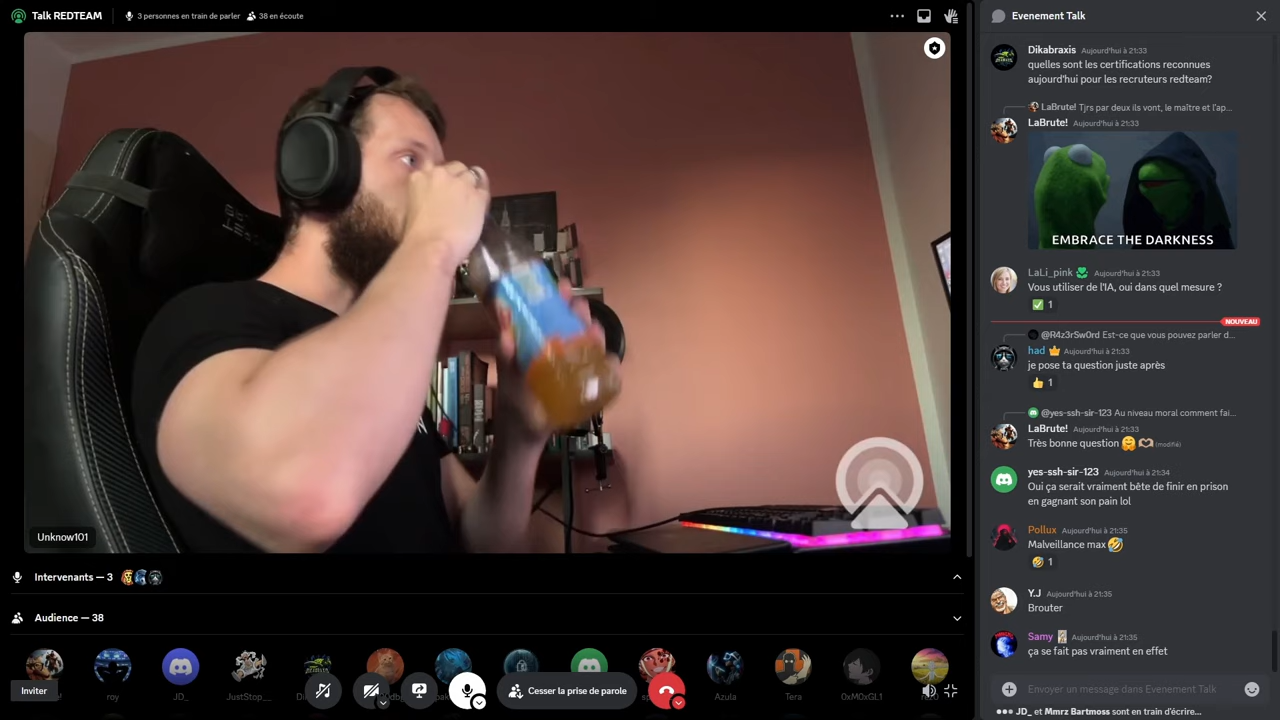 Talk REDTEAM
3 personnes en train de parler
38 en écoute
Evenement Talk
Dikabraxis Aujourd'hui à 21:33
quelles sont les certifications reconnues
aujourd'hui pour les recruteurs redteam?
LaBrute! Tjrs par deux ils vont, le maître et l'ap...
LaBrute! Aujourd'hui à 21:33
EMBRACE THE DARKNESS
LaLi_pink Aujourd'hui à 21:33
Vous utiliser de l'IA, oui dans quel mesure ?
1
NOUVEAU
@R4z3rSw0rd Est-ce que vous pouvez parler d...
had Aujourd'hui à 21:33
je pose ta question juste après
1
@yes-ssh-sir-123 Au niveau moral comment fai...
LaBrute! Aujourd'hui à 21:33
Très bonne question (modifié)
yes-ssh-sir-123 Aujourd'hui à 21:34
Oui ça serait vraiment bête de finir en prison
en gagnant son pain lol
Pollux Aujourd'hui à 21:35
Malveillance max
1
Y.J Aujourd'hui à 21:35
Brouter
Samy Aujourd'hui à 21:35
ça se fait pas vraiment en effet
Envoyer un message dans Evenement Talk
JD_ et Mmrz Bartmoss sont en train d'écrire...
Unknow101
Intervenants — 3
Audience — 38
Inviter
Cesser la prise de parole
roy
JD_
JustStop__
Azula
Tera
0xM0xGL1